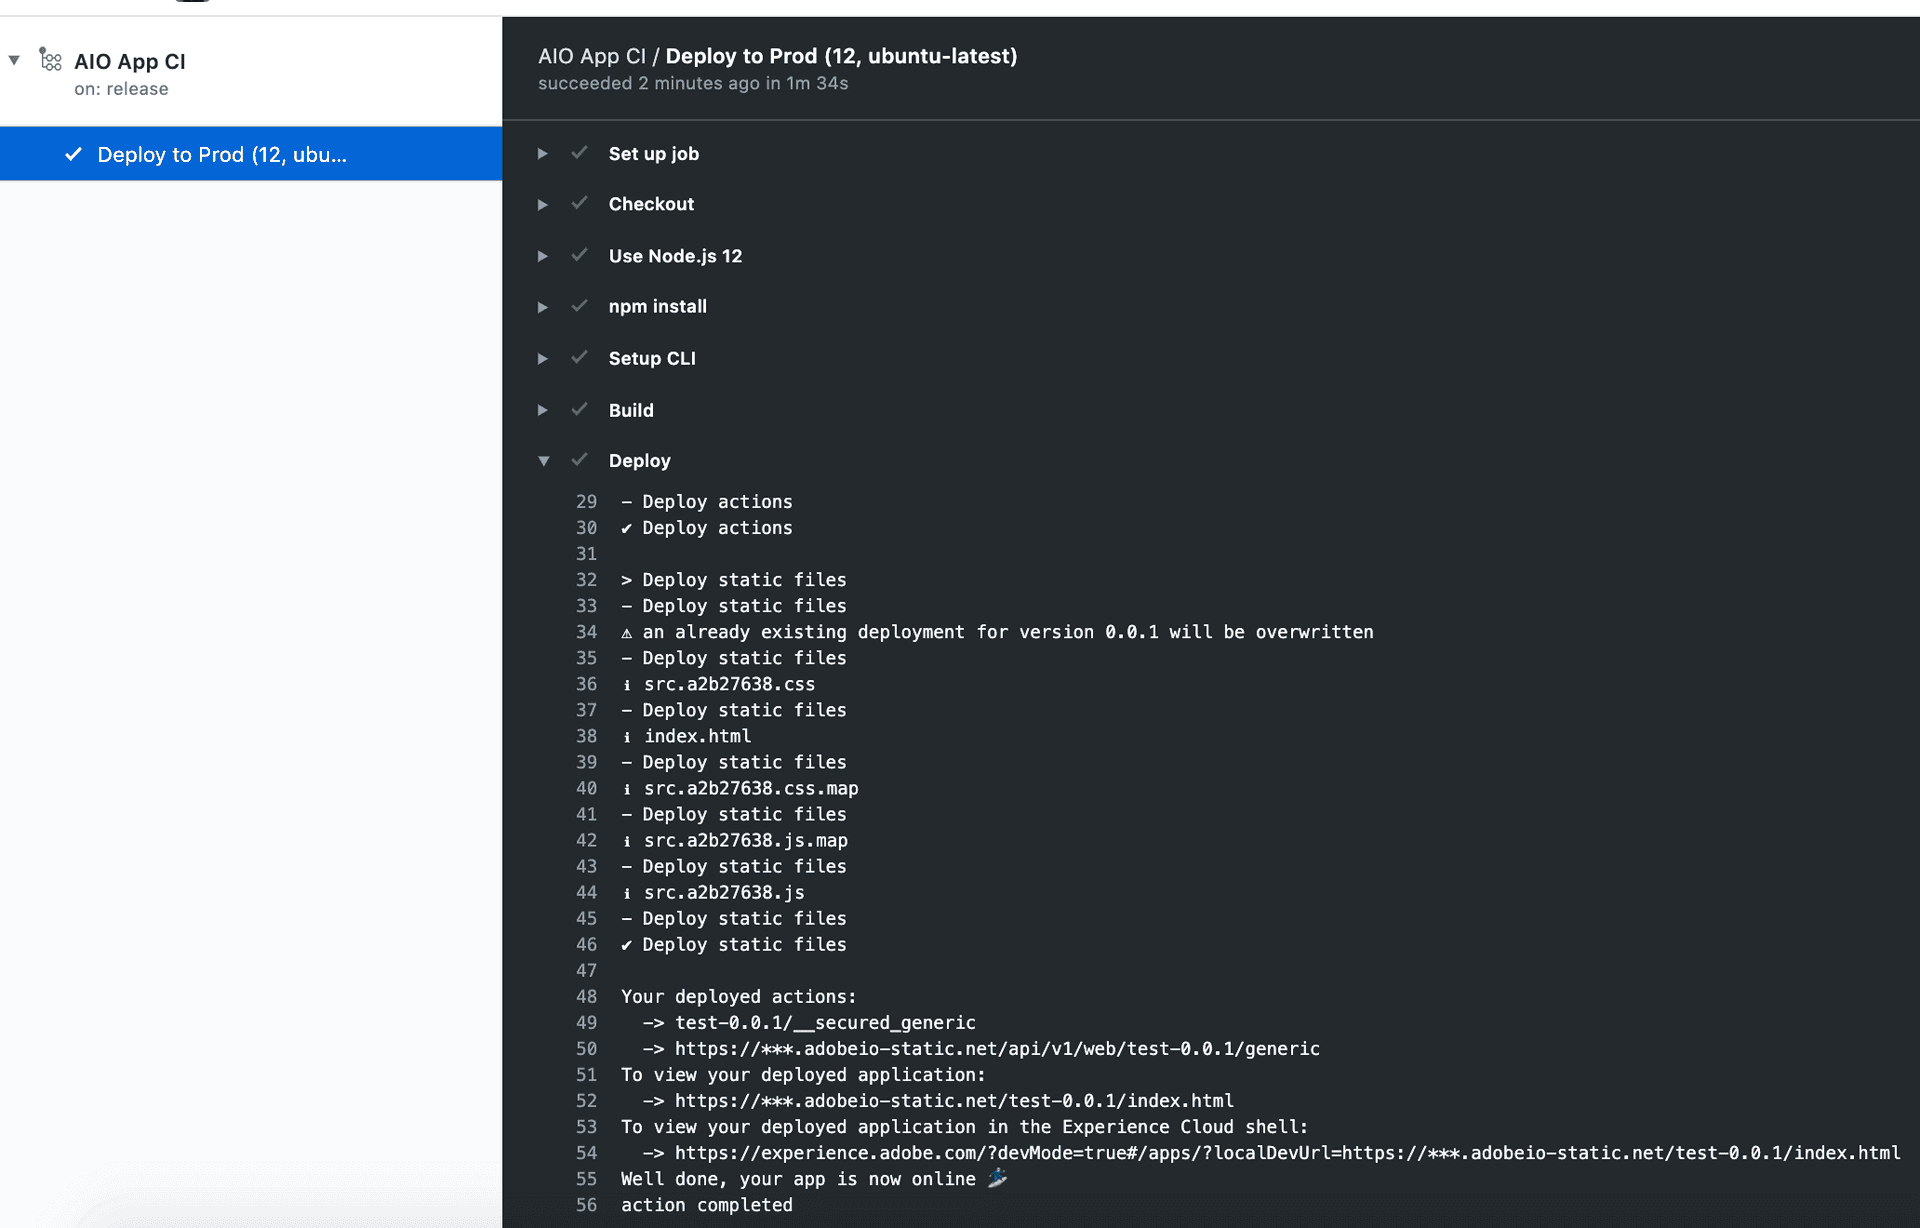 AIO App CI
on: release
Deploy to Prod (12, ubu...
AIO App CI / Deploy to Prod (12, ubuntu-latest)
succeeded 2 minutes ago in 1m 34s
Set up job
Checkout
Use Node.js 12
npm install
Setup CLI
Build
Deploy
29 – Deploy actions
30 ✔ Deploy actions
31
32 > Deploy static files
33 – Deploy static files
34 ⚠ an already existing deployment for version 0.0.1 will be overwritten
35 – Deploy static files
36 ℹ src.a2b27638.css
37 – Deploy static files
38 ℹ index.html
39 – Deploy static files
40 ℹ src.a2b27638.css.map
41 – Deploy static files
42 ℹ src.a2b27638.js.map
43 – Deploy static files
44 ℹ src.a2b27638.js
45 – Deploy static files
46 ✔ Deploy static files
47
48 Your deployed actions:
49 -> test-0.0.1/__secured_generic
50 -> https://***.adobeio-static.net/api/v1/web/test-0.0.1/generic
51 To view your deployed application:
52 -> https://***.adobeio-static.net/test-0.0.1/index.html
53 To view your deployed application in the Experience Cloud shell:
54 -> https://experience.adobe.com/?devMode=true#/apps/?localDevUrl=https://***.adobeio-static.net/test-0.0.1/index.html
55 Well done, your app is now online 🏄
56 action completed